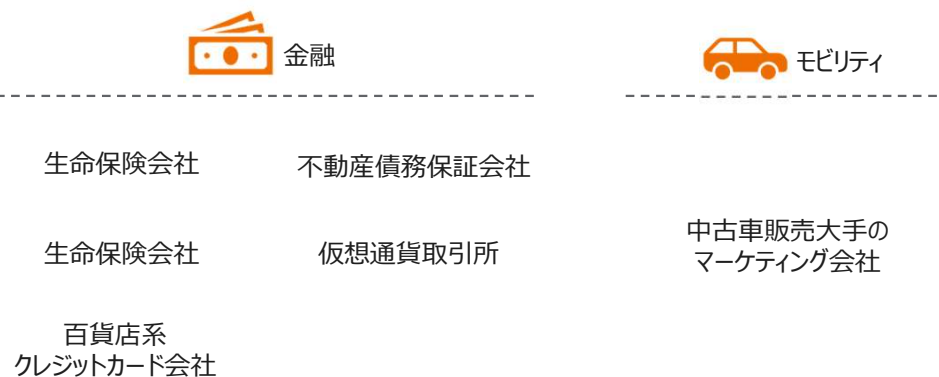 金融
モビリティ
生命保険会社
不動産債務保証会社
生命保険会社
仮想通貨取引所
中古車販売大手の
マーケティング会社
百貨店系
クレジットカード会社